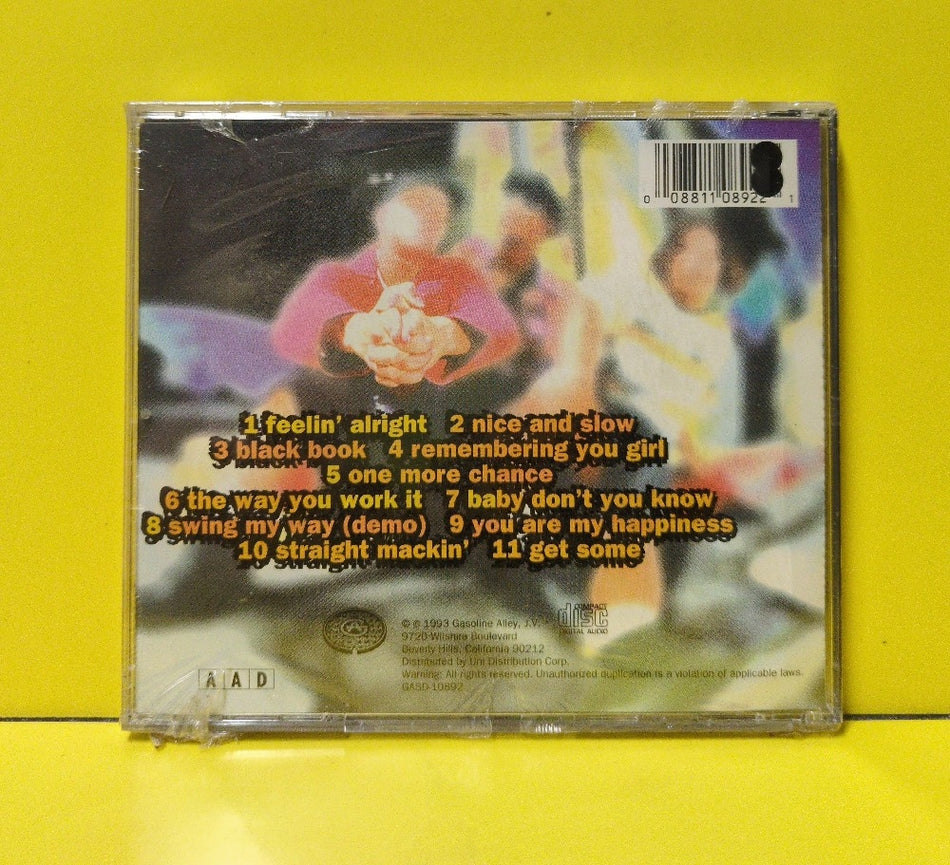 0 08811 08922 1
1 feelin' alright 2 nice and slow
3 black book 4 remembering you girl
5 one more chance
6 the way you work it 7 baby don't you know
8 swing my way (demo) 9 you are my happiness
10 straight mackin' 11 get some
© ℗ 1993 Gasoline Alley, J.V.
9720 Wilshire Boulevard
Beverly Hills, California 90212
Distributed by Uni Distribution Corp.
Warning: All rights reserved. Unauthorized duplication is a violation of applicable laws.
GASD-10892
COMPACT
disc
DIGITAL AUDIO
A A D